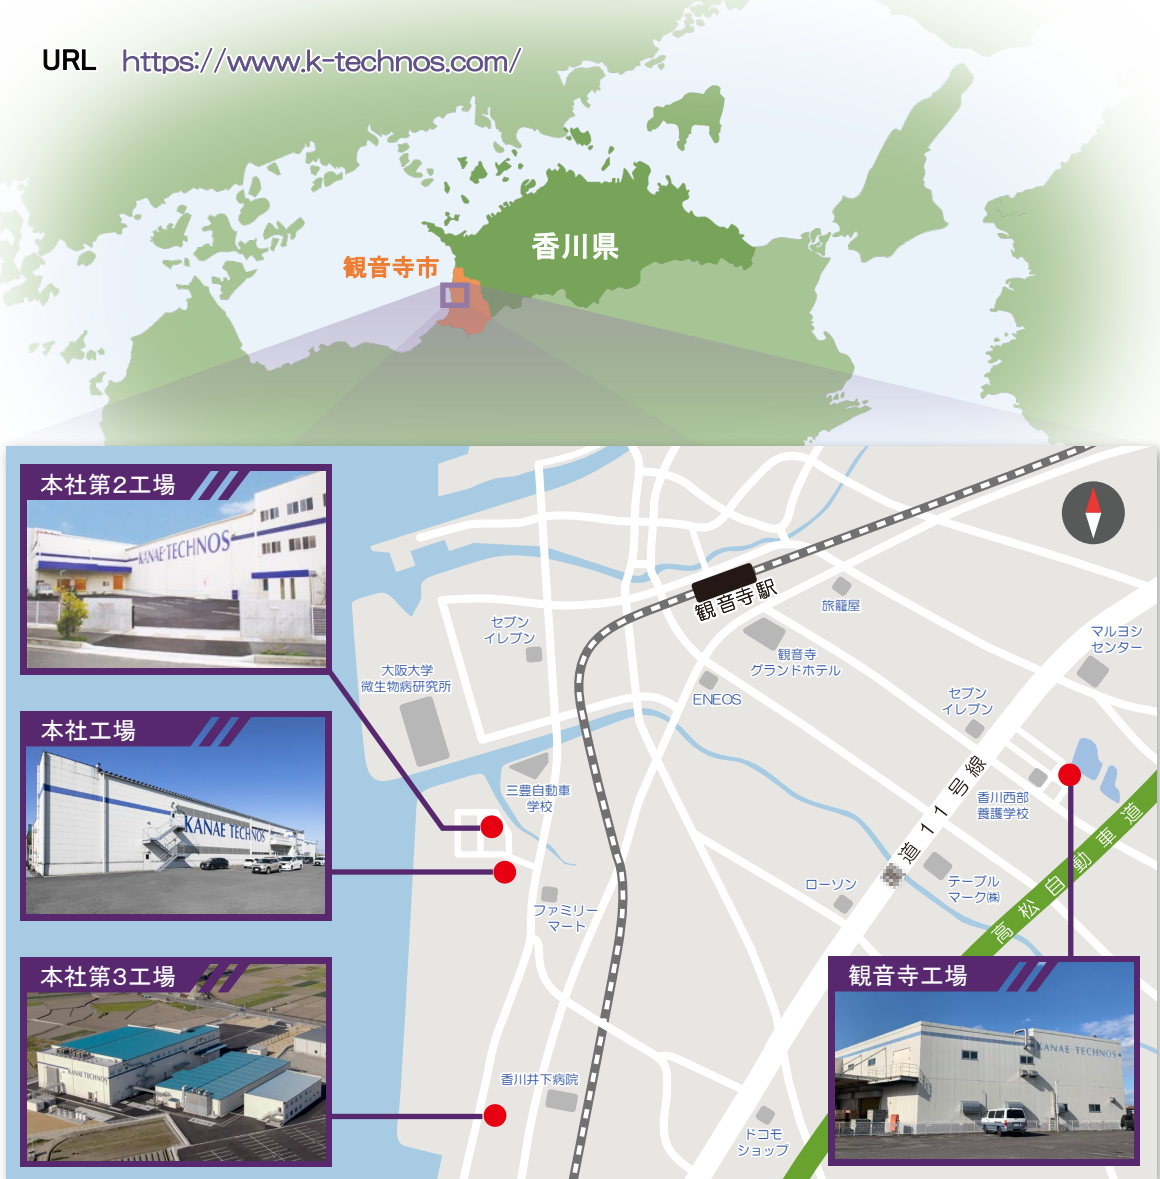 URL https://www.k-technos.com/
香川県
観音寺市
本社第2工場
KANAE TECHNOS
本社工場
KANAE TECHNOS
本社第3工場
KANAE TECHNOS
観音寺工場
KANAE TECHNOS
セブン
イレブン
大阪大学
微生物病研究所
三豊自動車
学校
ファミリー
マート
香川井下病院
観音寺駅
旅籠屋
観音寺
グランドホテル
ENEOS
マルヨシ
センター
セブン
イレブン
香川西部
養護学校
道11号線
高松自動車道
テーブル
マーク㈱
ローソン
ドコモ
ショップ